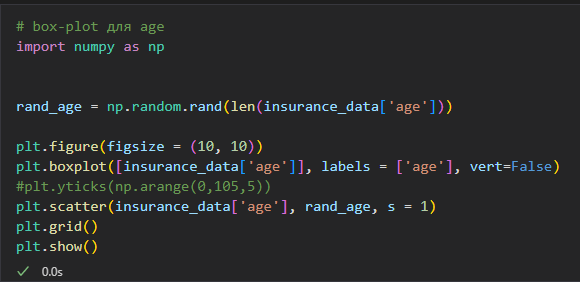 # box-plot для age
import numpy as np
rand_age = np.random.rand(len(insurance_data['age']))
plt.figure(figsize = (10, 10))
plt.boxplot([insurance_data['age']], labels = ['age'], vert=False)
#plt.yticks(np.arange(0,105,5))
plt.scatter(insurance_data['age'], rand_age, s = 1)
plt.grid()
plt.show()
✓ 0.0s